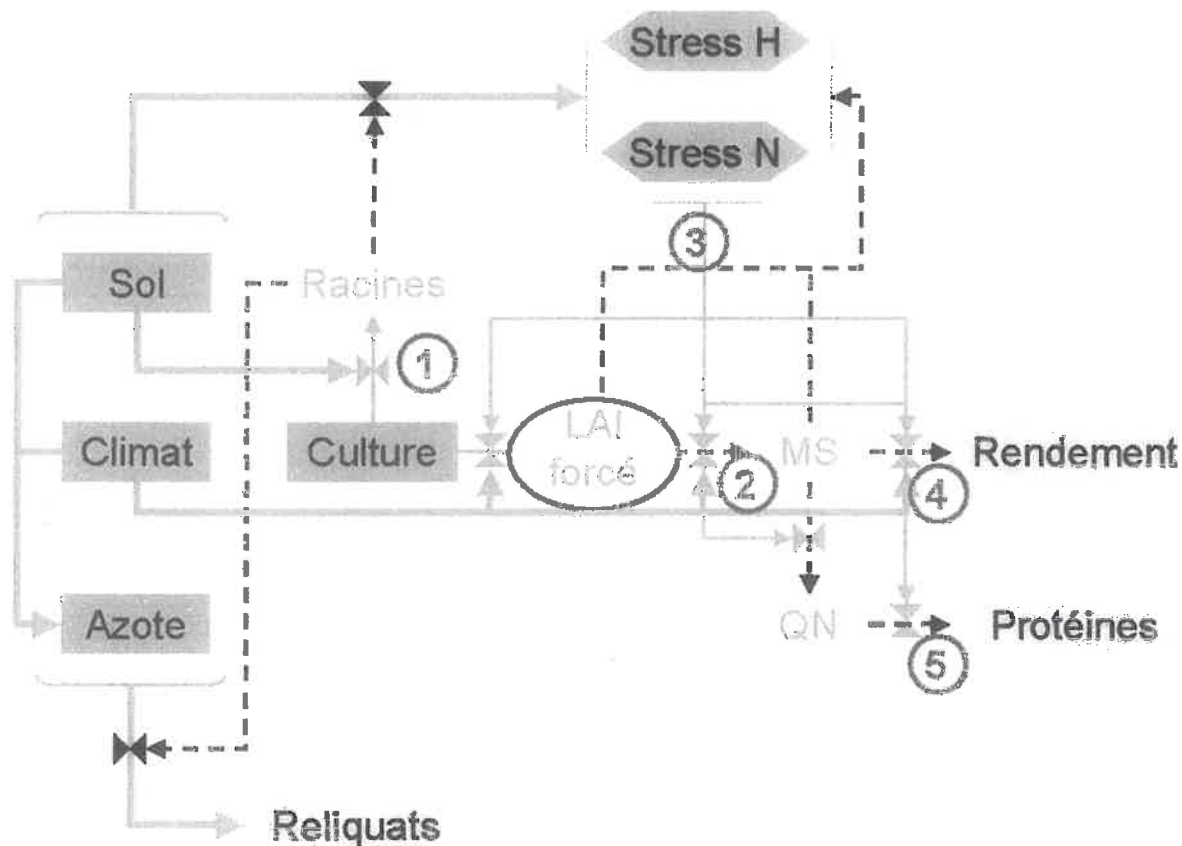 Stress H
Stress N
3
Sol
Racines
1
Climat
Culture
LAI
forcé
2
MS
4
Rendement
Azote
QN
5
Protéines
Reliquats